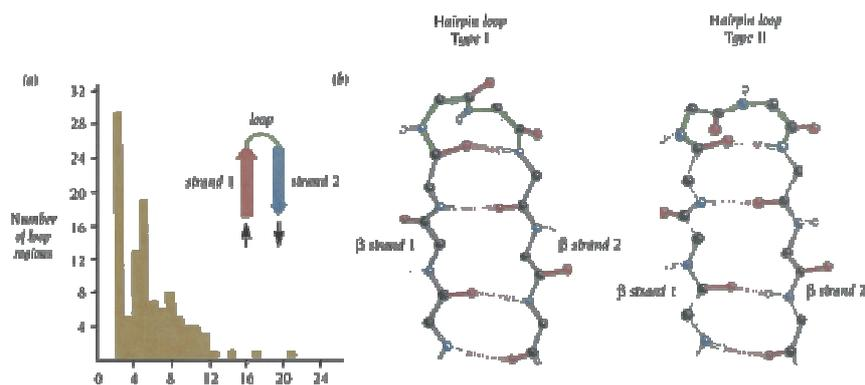 Hairpin loop
Type I
Hairpin loop
Type II
(a)
(b)
32
28
24
20
16
12
8
4
Number
of loop
regions
loop
strand 1
strand 2
0 4 8 12 16 20 24
β strand 1
β strand 2
β strand 1
β strand 2